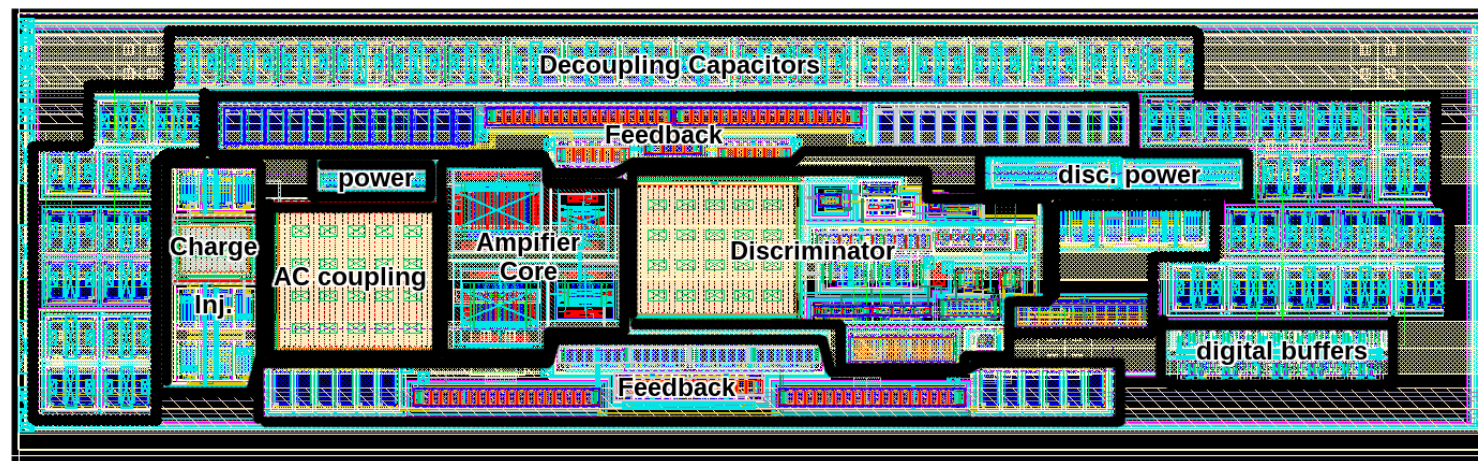 Decoupling Capacitors
Feedback
power
disc. power
Charge
Inj.
AC coupling
Ampifier
Core
Discriminator
digital buffers
Feedback